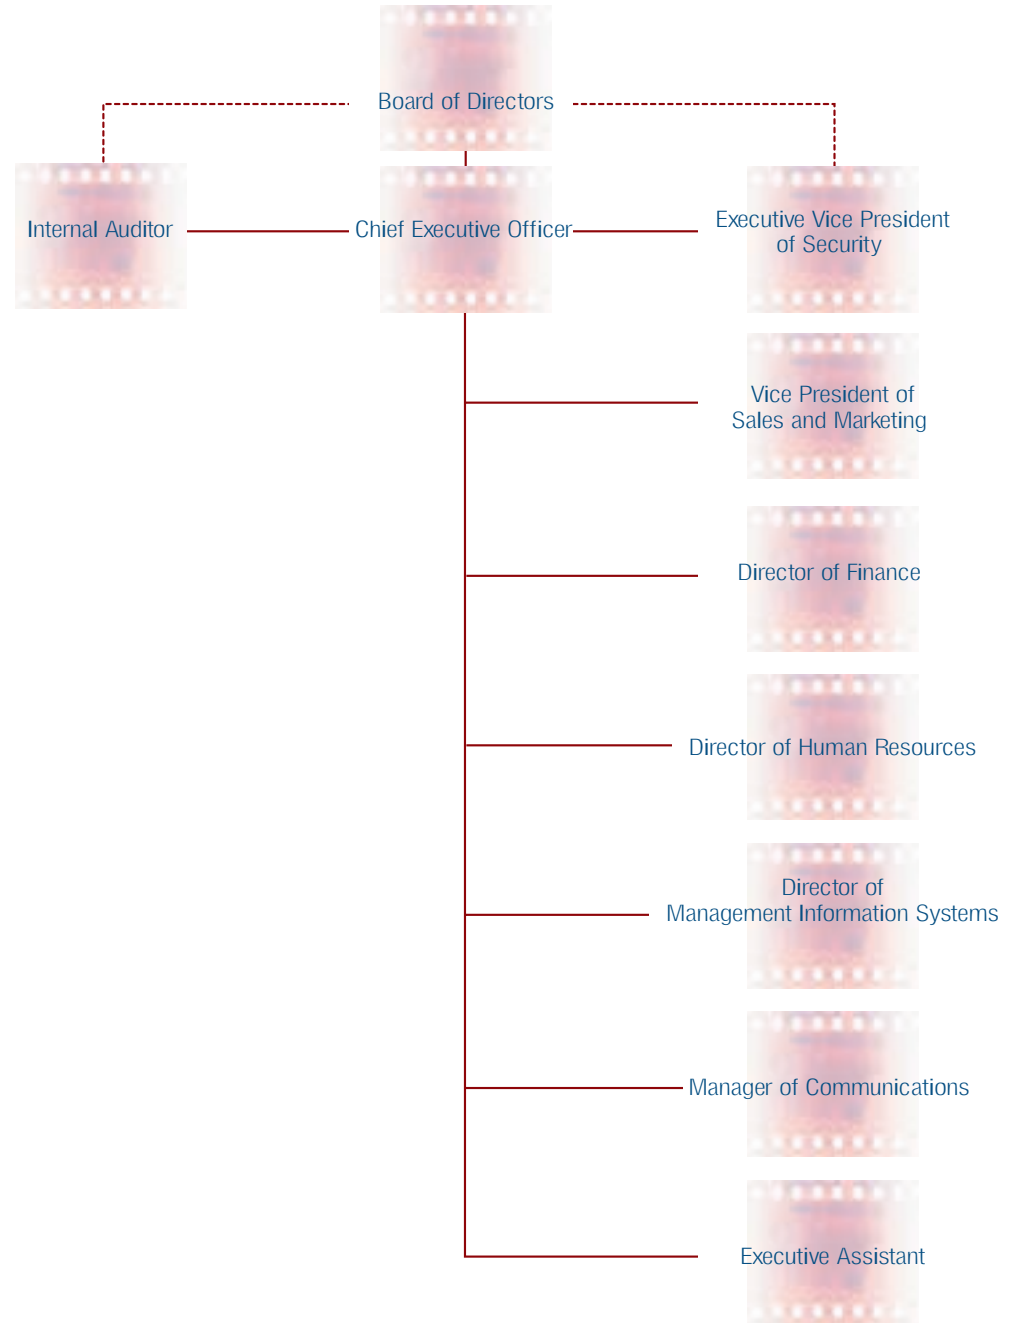 Board of Directors
Internal Auditor
Chief Executive Officer
Executive Vice President
of Security
Vice President of
Sales and Marketing
Director of Finance
Director of Human Resources
Director of
Management Information Systems
Manager of Communications
Executive Assistant